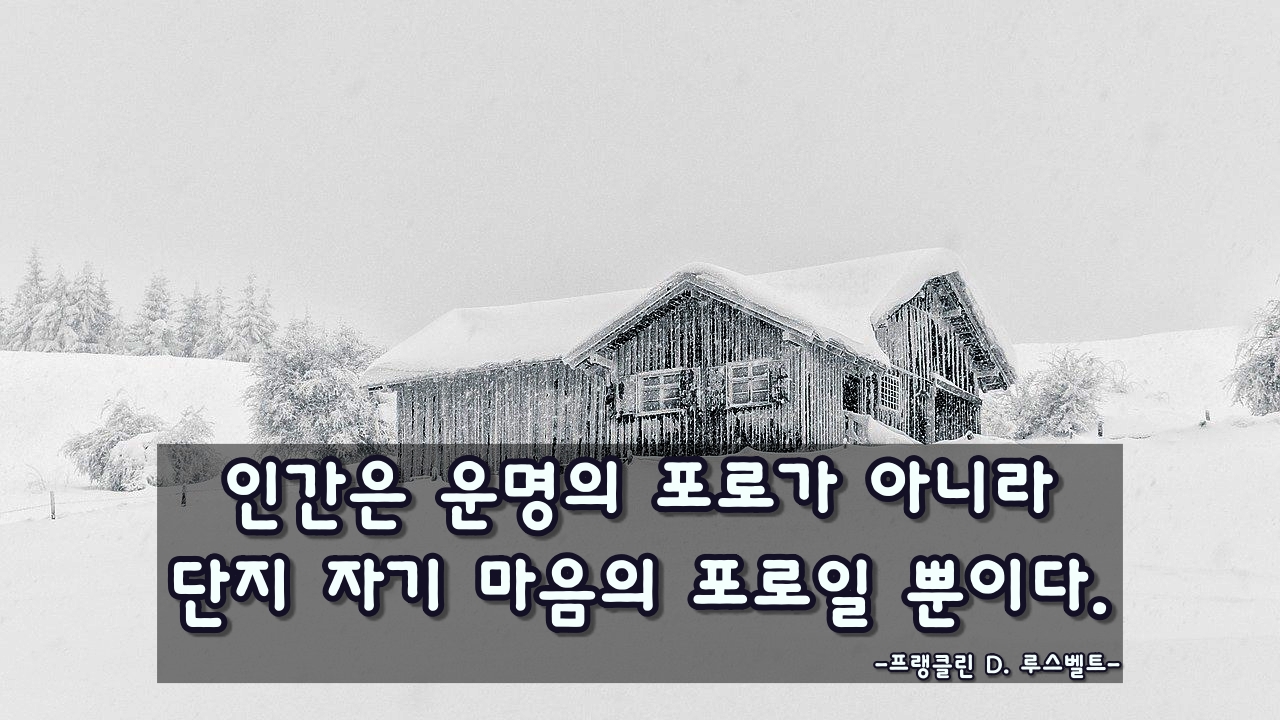 인간은 운명의 포로가 아니라
단지 자기 마음의 포로일 뿐이다.
-프랭클린 D. 루스벨트-